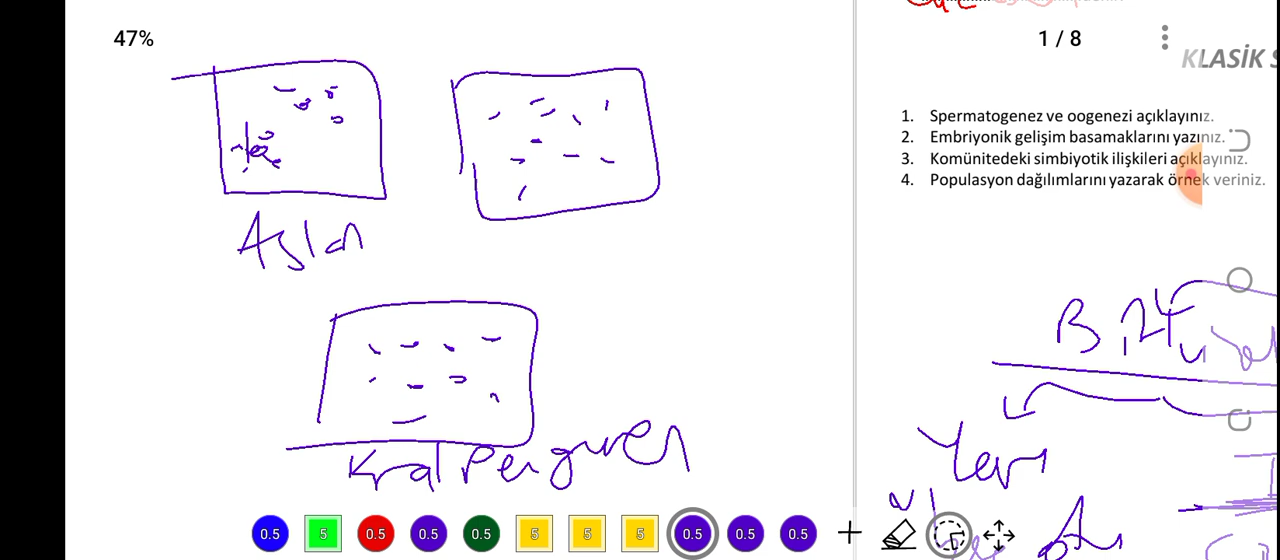 47%
1 / 8
KLASİK S
1. Spermatogenez ve oogenezi açıklayınız.
2. Embriyonik gelişim basamaklarını yazınız.
3. Komünitedeki simbiyotik ilişkileri açıklayınız.
4. Populasyon dağılımlarını yazarak örnek veriniz.
Aslan
Kral Penguen
0.5 5 0.5 0.5 0.5 5 5 5 0.5 0.5 0.5